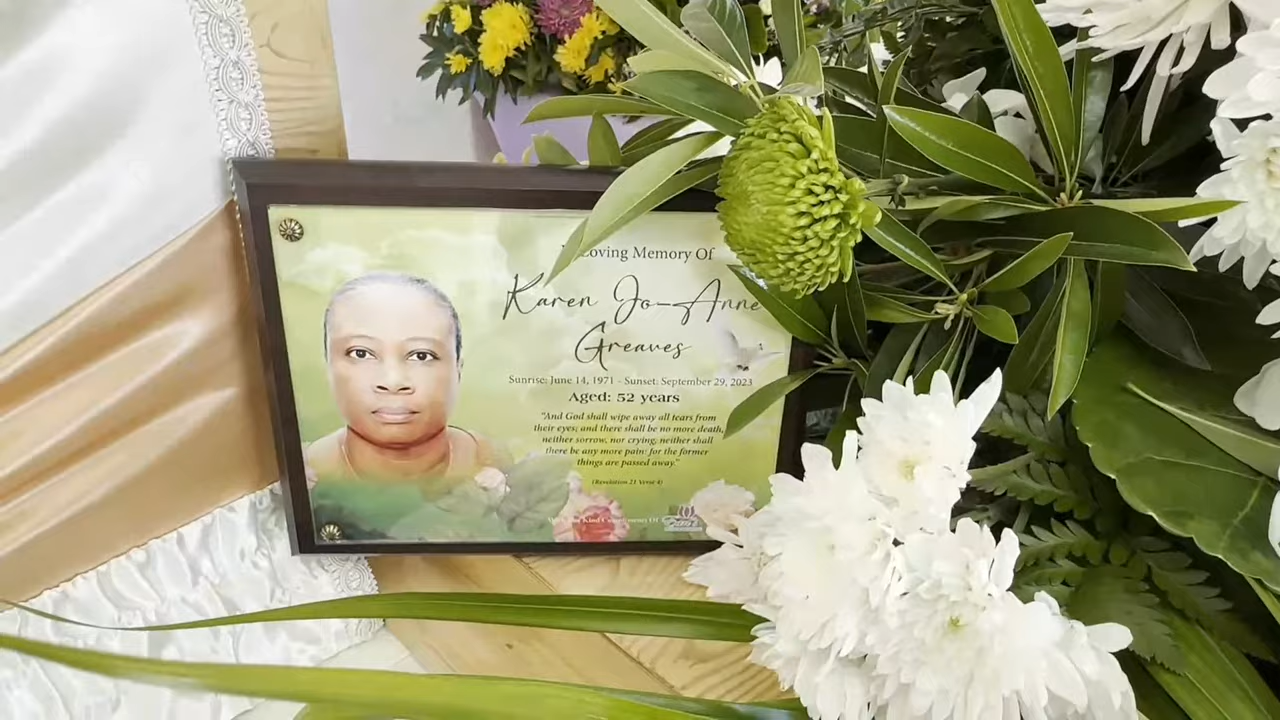 Loving Memory Of
Karen Jo-Anne
Greaves
Sunrise: June 14, 1971 - Sunset: September 29, 2023
Aged: 52 years
"And God shall wipe away all tears from
their eyes; and there shall be no more death,
neither sorrow, nor crying, neither shall
there be any more pain: for the former
things are passed away."
(Revelation 21 Verse 4)
Kind Of